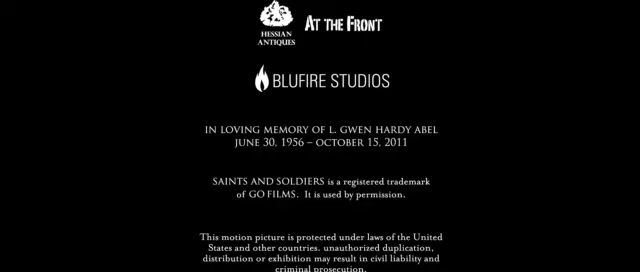 HESSIAN
ANTIQUES
AT THE FRONT
BLUFIRE STUDIOS
IN LOVING MEMORY OF L. GWEN HARDY ABEL
JUNE 30, 1956 – OCTOBER 15, 2011
SAINTS AND SOLDIERS is a registered trademark
of GO FILMS. It is used by permission.
This motion picture is protected under laws of the United
States and other countries. unauthorized duplication,
distribution or exhibition may result in civil liability and
criminal prosecution.